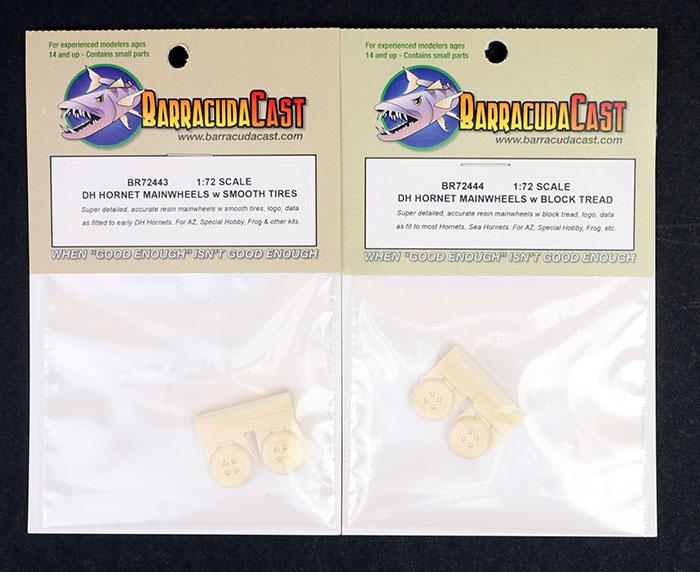 For experienced modelers ages
14 and up - Contains small parts
BARRACUDACAST
www.barracudacast.com
BR72443 1:72 SCALE
DH HORNET MAINWHEELS w SMOOTH TIRES
Super detailed, accurate resin mainwheels w smooth tires, logo, data
as fitted to early DH Hornets. For AZ, Special Hobby, Frog & other kits.
WHEN "GOOD ENOUGH" ISN'T GOOD ENOUGH
For experienced modelers ages
14 and up - Contains small parts
BARRACUDACAST
www.barracudacast.com
BR72444 1:72 SCALE
DH HORNET MAINWHEELS w BLOCK TREAD
Super detailed, accurate resin mainwheels w block tread, logo, data
as fit to most Hornets, Sea Hornets. For AZ, Special Hobby, Frog, etc.
WHEN "GOOD ENOUGH" ISN'T GOOD ENOUGH